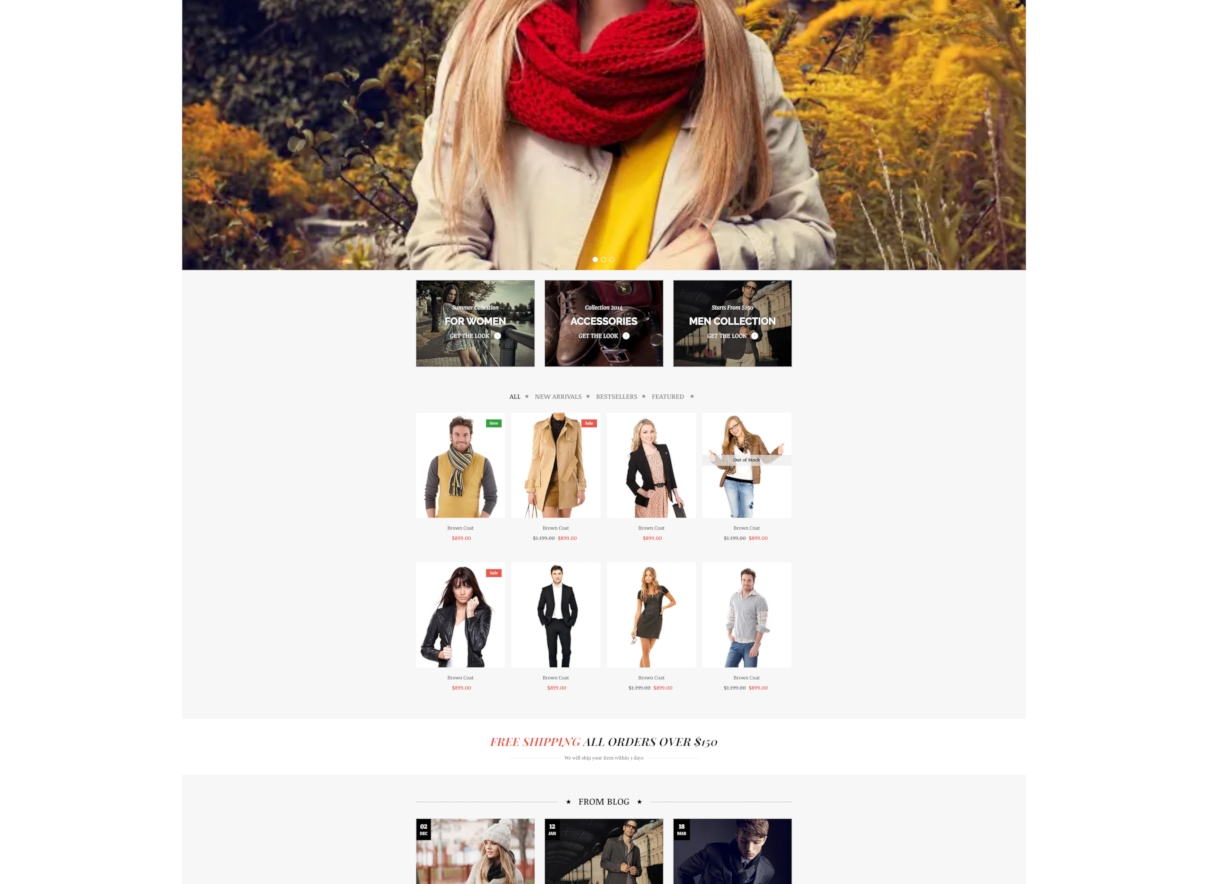 Summer Collection
FOR WOMEN
GET THE LOOK
Collection 2014
ACCESSORIES
GET THE LOOK
Starts From $250
MEN COLLECTION
GET THE LOOK
ALL NEW ARRIVALS BESTSELLERS FEATURED
New
Sale
Out of Stock
Brown Coat
$899.00
Brown Coat
$1.199.00 $899.00
Brown Coat
$899.00
Brown Coat
$1.199.00 $899.00
Sale
Brown Coat
$899.00
Brown Coat
$899.00
Brown Coat
$1.199.00 $899.00
Brown Coat
$1.199.00 $899.00
FREE SHIPPING ALL ORDERS OVER $150
We will ship your item within 3 days
★ FROM BLOG ★
02
DEC
12
JAN
18
MAR